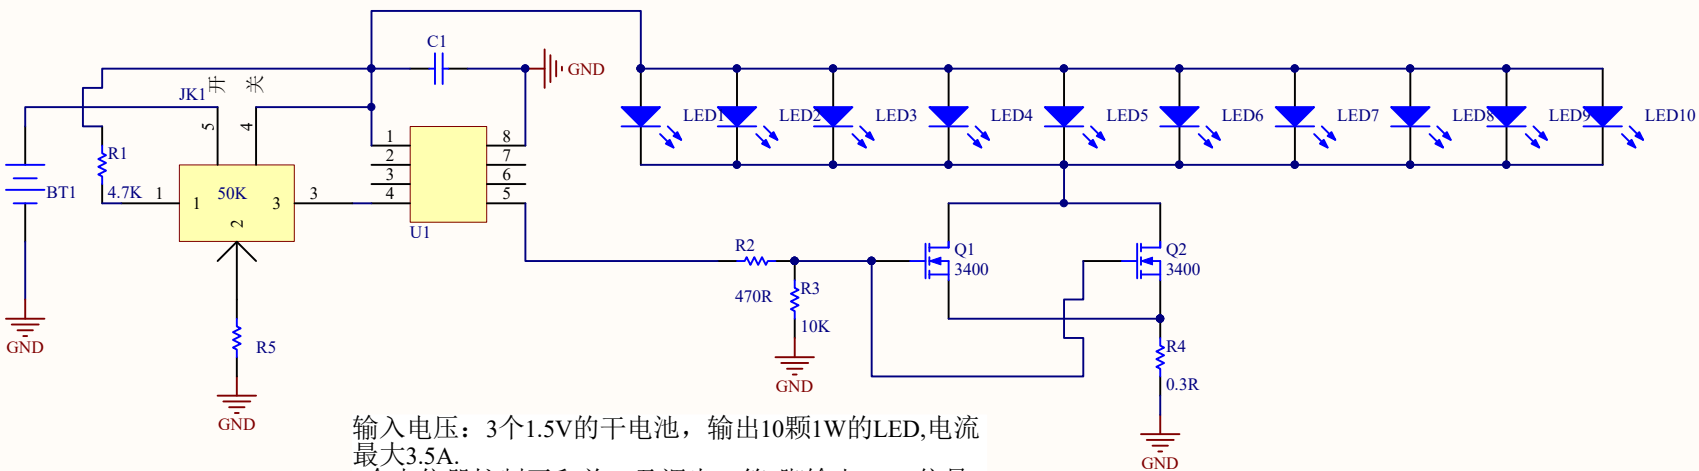 C1
GND
开
关
JK1
LED1
LED2
LED3
LED4
LED5
LED6
LED7
LED8
LED9
LED10
5
4
1
8
2
7
3
6
4
5
R1
4.7K
BT1
1
1
50K
3
3
2
U1
R2
470R
R3
10K
Q1
3400
Q2
3400
GND
R5
GND
GND
R4
0.3R
GND
输入电压：3个1.5V的干电池，输出10颗1W的LED,电流
最大3.5A.